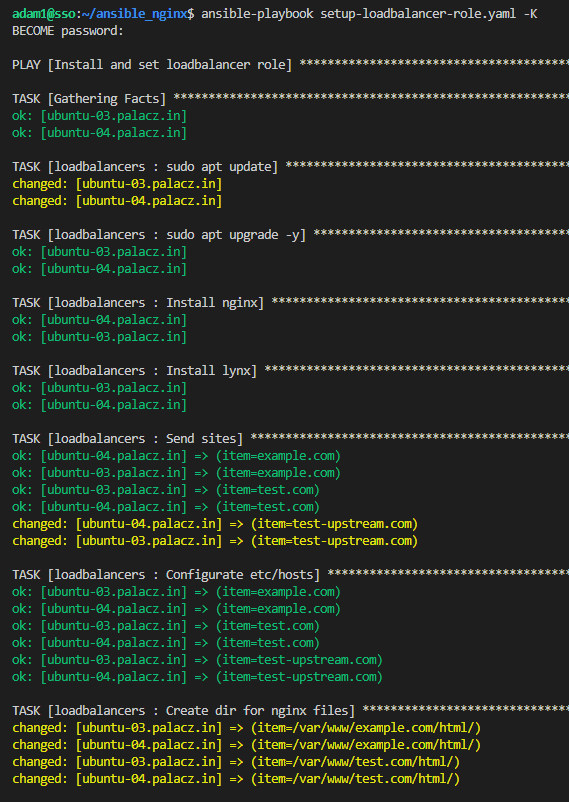 adam1@sso:~/ansible_nginx$ ansible-playbook setup-loadbalancer-role.yaml -K
BECOME password:
PLAY [Install and set loadbalancer role] **************************************
TASK [Gathering Facts] ********************************************************
ok: [ubuntu-03.palacz.in]
ok: [ubuntu-04.palacz.in]
TASK [loadbalancers : sudo apt update] ****************************************
changed: [ubuntu-03.palacz.in]
changed: [ubuntu-04.palacz.in]
TASK [loadbalancers : sudo apt upgrade -y] ************************************
ok: [ubuntu-03.palacz.in]
ok: [ubuntu-04.palacz.in]
TASK [loadbalancers : Install nginx] ******************************************
ok: [ubuntu-04.palacz.in]
ok: [ubuntu-03.palacz.in]
TASK [loadbalancers : Install lynx] *******************************************
ok: [ubuntu-03.palacz.in]
ok: [ubuntu-04.palacz.in]
TASK [loadbalancers : Send sites] *********************************************
ok: [ubuntu-04.palacz.in] => (item=example.com)
ok: [ubuntu-03.palacz.in] => (item=example.com)
ok: [ubuntu-03.palacz.in] => (item=test.com)
ok: [ubuntu-04.palacz.in] => (item=test.com)
changed: [ubuntu-04.palacz.in] => (item=test-upstream.com)
changed: [ubuntu-03.palacz.in] => (item=test-upstream.com)
TASK [loadbalancers : Configurate etc/hosts] **********************************
ok: [ubuntu-03.palacz.in] => (item=example.com)
ok: [ubuntu-04.palacz.in] => (item=example.com)
ok: [ubuntu-03.palacz.in] => (item=test.com)
ok: [ubuntu-04.palacz.in] => (item=test.com)
ok: [ubuntu-03.palacz.in] => (item=test-upstream.com)
ok: [ubuntu-04.palacz.in] => (item=test-upstream.com)
TASK [loadbalancers : Create dir for nginx files] *****************************
changed: [ubuntu-03.palacz.in] => (item=/var/www/example.com/html/)
changed: [ubuntu-04.palacz.in] => (item=/var/www/example.com/html/)
changed: [ubuntu-03.palacz.in] => (item=/var/www/test.com/html/)
changed: [ubuntu-04.palacz.in] => (item=/var/www/test.com/html/)